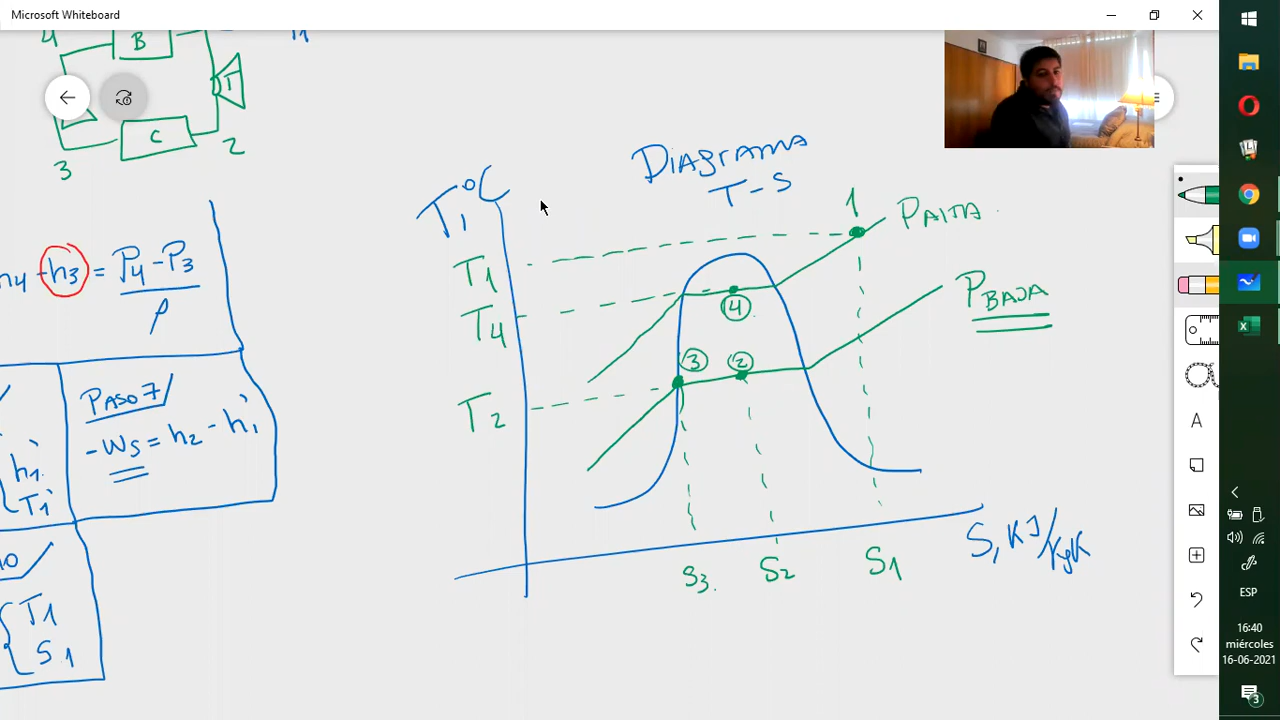 Microsoft Whiteboard
4
B
T
C
3
2
DIAGRAMA
T-S
T, °C
1
PALTA
T1
T4
4
PBAJA
3
2
T2
S3
S2
S1
S, KJ/KgK
-h3 = P4 - P3
ρ
PASO 7/
-Ws = h2 - h1
h1
T1
T1
S1
ESP
16:40
miércoles
16-06-2021
3